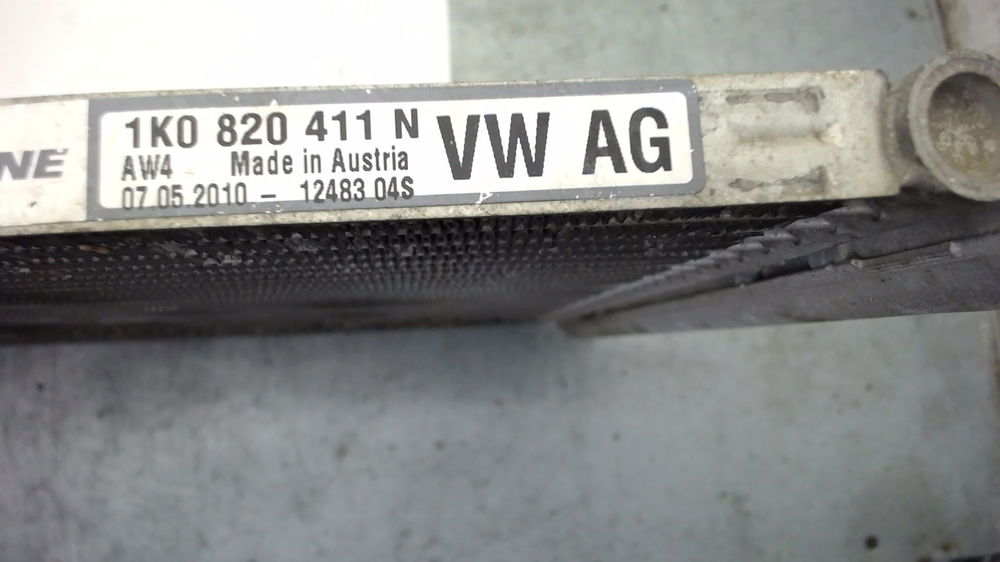 NE
1K0 820 411 N
VW AG
AW4 Made in Austria
07.05.2010 - 12483 04S